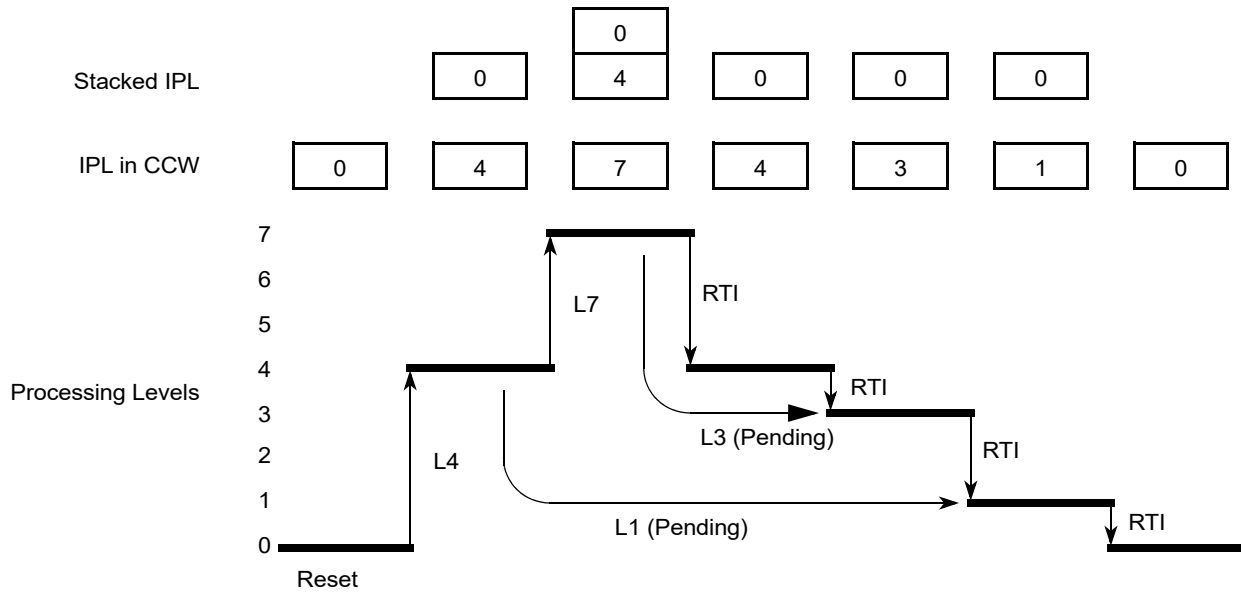 0
Stacked IPL 0 4 0 0 0
IPL in CCW 0 4 7 4 3 1 0
7
6
L7 RTI
5
4
Processing Levels RTI
3
L3 (Pending)
2 L4 RTI
1
L1 (Pending) RTI
0
Reset